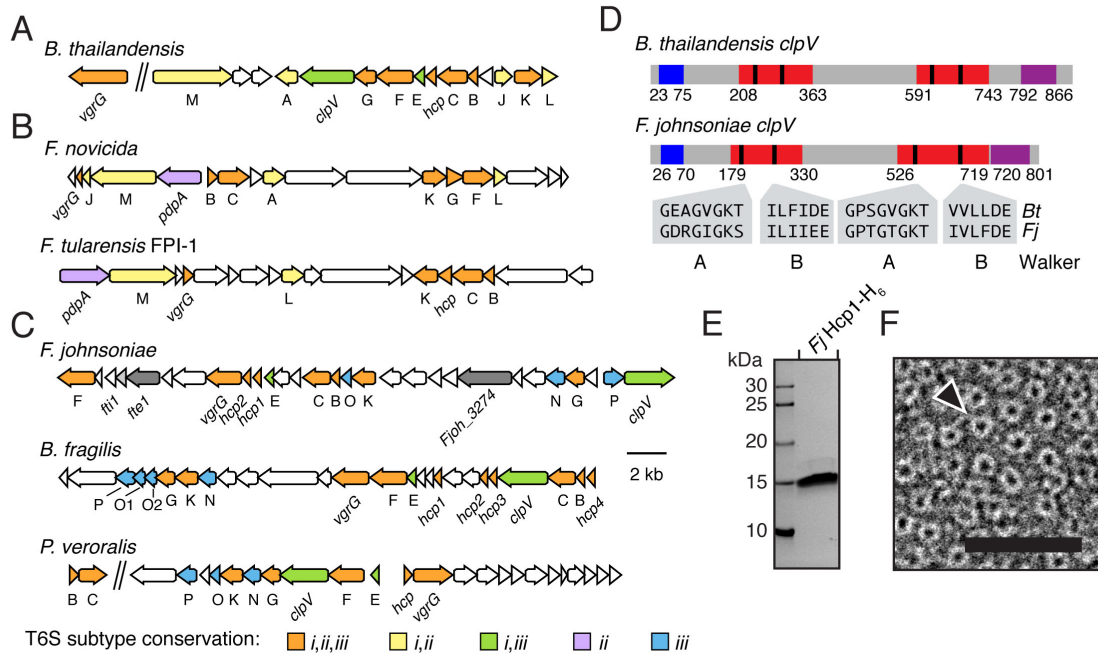 A
B. thailandensis
vgrG M A clpV G F E hcp C B J K L
B
F. novicida
vgrG J M pdpA B C A K G F L
F. tularensis FPI-1
pdpA M vgrG L K hcp C B
C
F. johnsoniae
F fti1 fte1 vgrG hcp2 hcp1 E C B O K Fjoh_3274 N G P clpV
B. fragilis
2 kb
P O1 O2 G K N vgrG F E hcp1 hcp2 hcp3 clpV C B hcp4
P. veroralis
B C P O K N G clpV F E hcp vgrG
T6S subtype conservation: i,ii,iii i,ii i,iii ii iii
D
B. thailandensis clpV
23 75 208 363 591 743 792 866
F. johnsoniae clpV
26 70 179 330 526 719 720 801
GEAGVGKT ILFIDE GPSGVGKT VVLLDE Bt
GDRGIGKS ILIIEE GPTGTGKT IVLFDE Fj
A B A B Walker
E
Fj Hcp1-H6
kDa
30
25
20
15
10
F